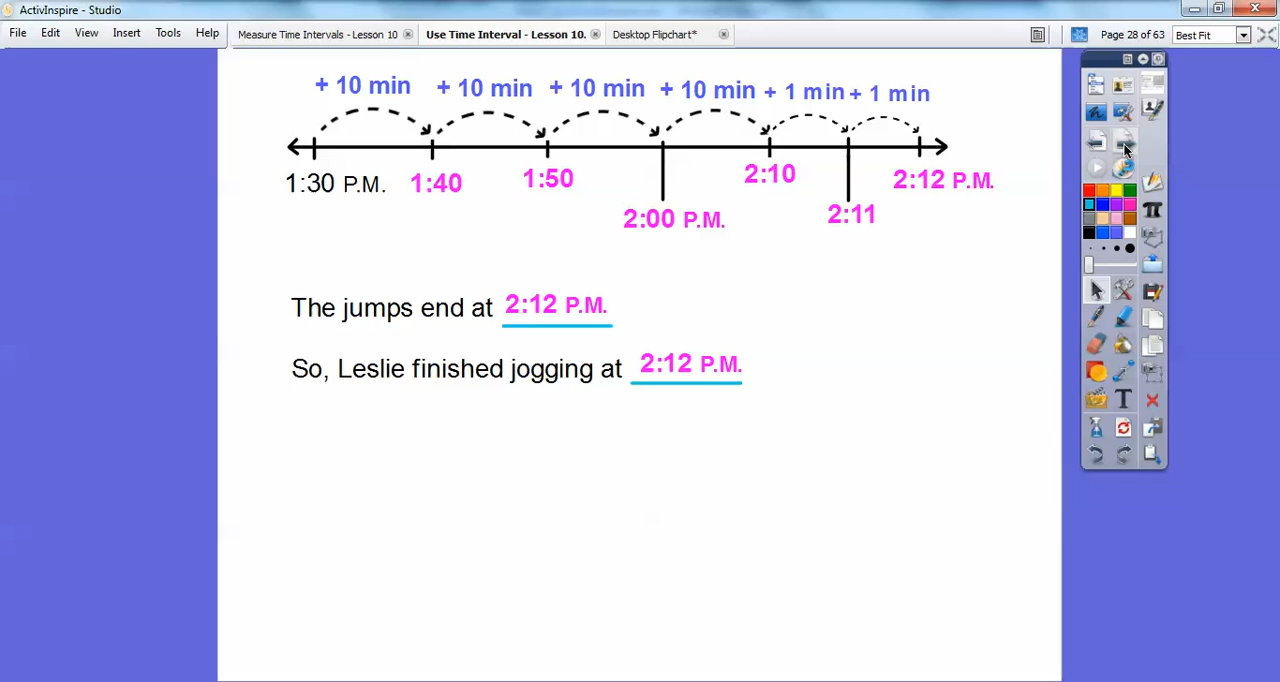 ActivInspire - Studio
File Edit View Insert Tools Help
Measure Time Intervals - Lesson 10 Use Time Interval - Lesson 10. Desktop Flipchart* Page 28 of 63 Best Fit
+ 10 min + 10 min + 10 min + 10 min + 1 min + 1 min
1:30 P.M. 1:40 1:50 2:00 P.M. 2:10 2:11 2:12 P.M.
The jumps end at 2:12 P.M.
So, Leslie finished jogging at 2:12 P.M.